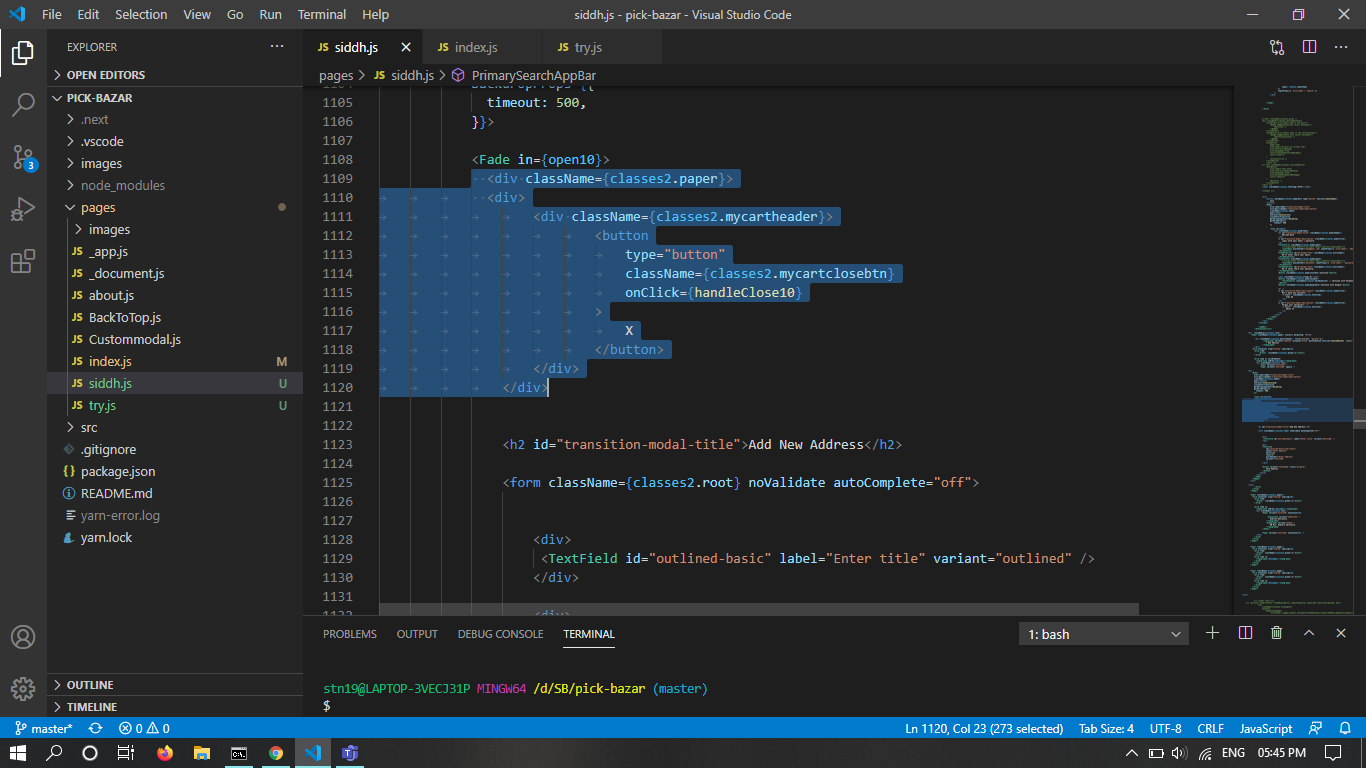 File Edit Selection View Go Run Terminal Help siddh.js - pick-bazar - Visual Studio Code
EXPLORER
OPEN EDITORS
PICK-BAZAR
.next
.vscode
images
node_modules
pages
images
_app.js
_document.js
about.js
BackToTop.js
Custommodal.js
index.js M
siddh.js U
try.js U
src
.gitignore
package.json
README.md
yarn-error.log
yarn.lock
OUTLINE
TIMELINE
3
JS siddh.js JS index.js JS try.js
pages > JS siddh.js > PrimarySearchAppBar
1104 BackdropProps={{
1105 timeout: 500,
1106 }}>
1107
1108 <Fade in={open10}>
1109 <div className={classes2.paper}>
1110 <div>
1111 <div className={classes2.mycartheader}>
1112 <button
1113 type="button"
1114 className={classes2.mycartclosebtn}
1115 onClick={handleClose10}
1116 >
1117 X
1118 </button>
1119 </div>
1120 </div>
1121
1122
1123 <h2 id="transition-modal-title">Add New Address</h2>
1124
1125 <form className={classes2.root} noValidate autoComplete="off">
1126
1127
1128 <div>
1129 <TextField id="outlined-basic" label="Enter title" variant="outlined" />
1130 </div>
1131
1132 <div>
PROBLEMS OUTPUT DEBUG CONSOLE TERMINAL 1: bash
stn19@LAPTOP-3VECJ31P MINGW64 /d/SB/pick-bazar (master)
$
master* 0 0 Ln 1120, Col 23 (273 selected) Tab Size: 4 UTF-8 CRLF JavaScript
ENG 05:45 PM